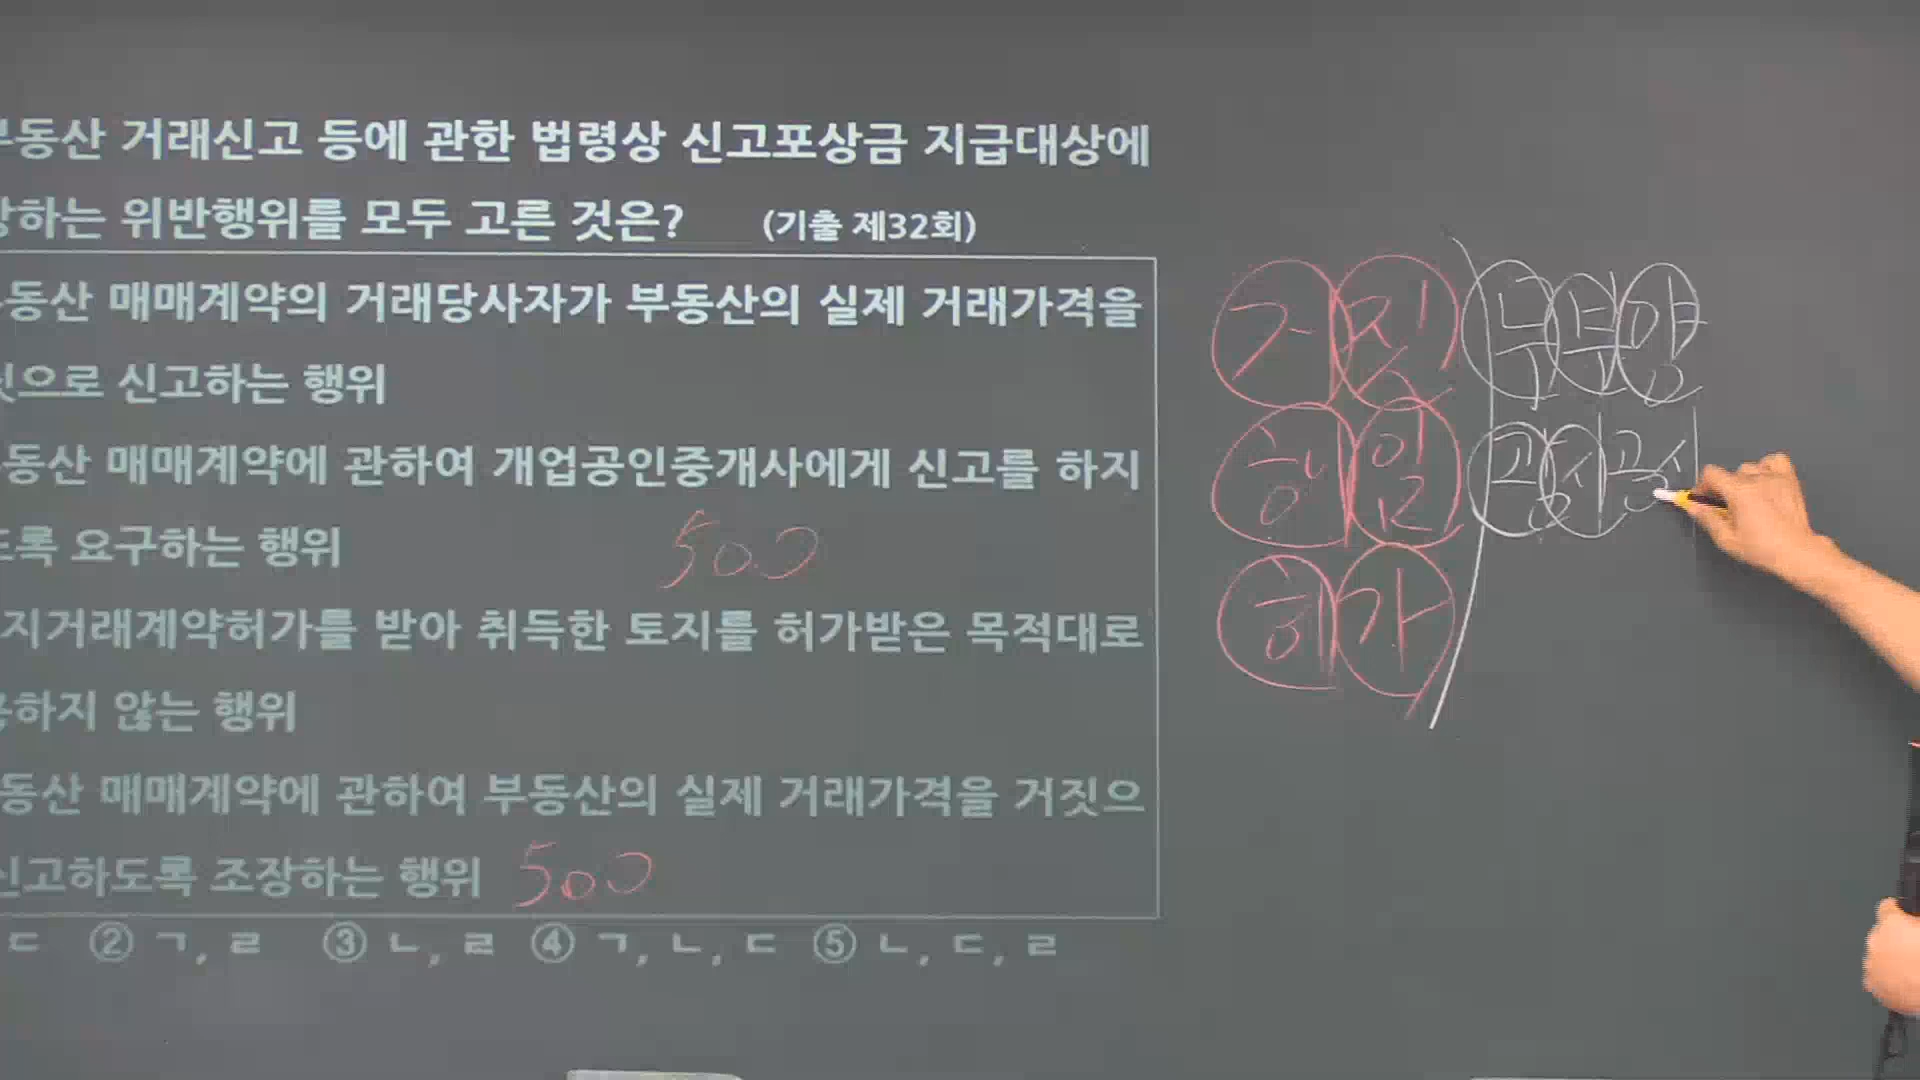 부동산 거래신고 등에 관한 법령상 신고포상금 지급대상에
하는 위반행위를 모두 고른 것은? (기출 제32회)
동산 매매계약의 거래당사자가 부동산의 실제 거래가격을
짓으로 신고하는 행위
동산 매매계약에 관하여 개업공인중개사에게 신고를 하지
도록 요구하는 행위 500
지거래계약허가를 받아 취득한 토지를 허가받은 목적대로
용하지 않는 행위
동산 매매계약에 관하여 부동산의 실제 거래가격을 거짓으
신고하도록 조장하는 행위 500
ㄷ ② ㄱ, ㄹ ③ ㄴ, ㄹ ④ ㄱ, ㄴ, ㄷ ⑤ ㄴ, ㄷ, ㄹ
무 부 양
허 가